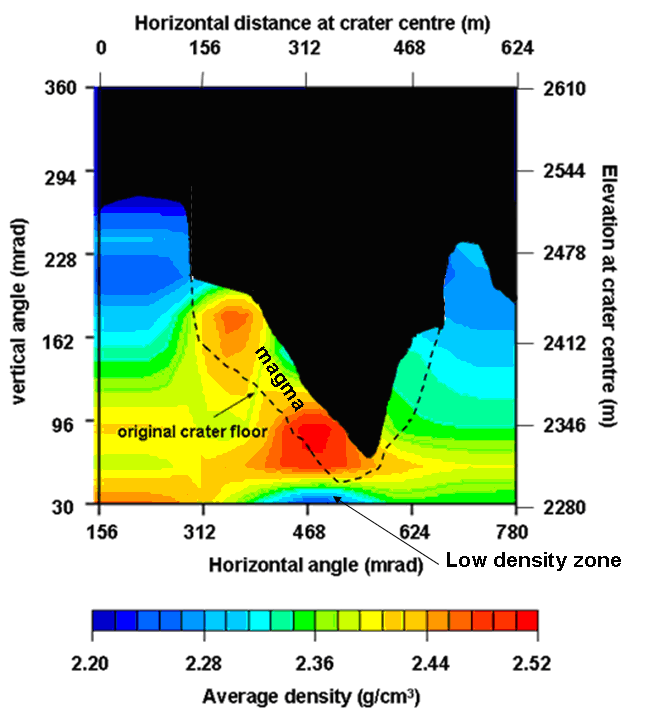 Horizontal distance at crater centre (m)
0 156 312 468 624
360 2610
294 2544
228 2478
162 2412
96 2346
30 2280
vertical angle (mrad)
Elevation at crater centre (m)
magma
original crater floor
156 312 468 624 780
Horizontal angle (mrad)
Low density zone
2.20 2.28 2.36 2.44 2.52
Average density (g/cm³)